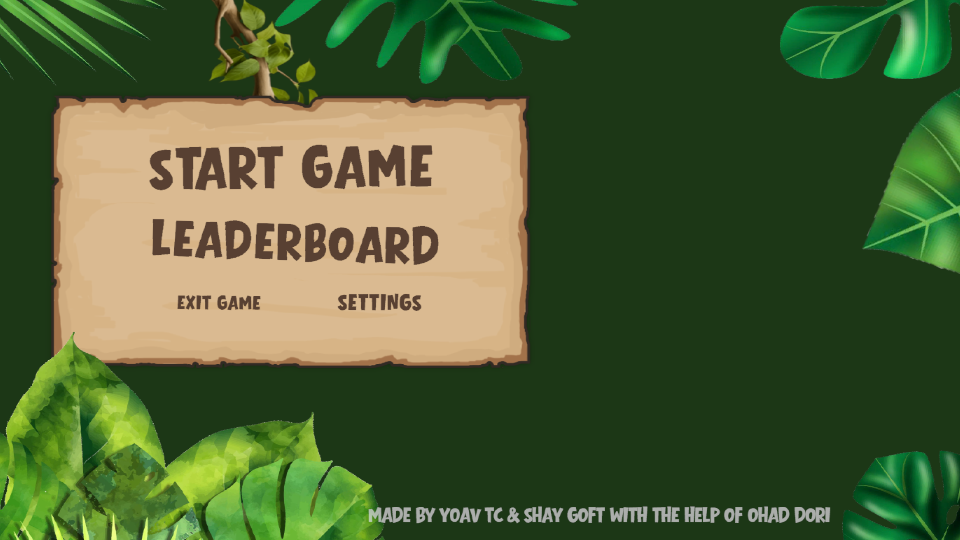 START GAME
LEADERBOARD
EXIT GAME SETTINGS
MADE BY YOAV TC & SHAY GOFT WITH THE HELP OF OHAD DORI